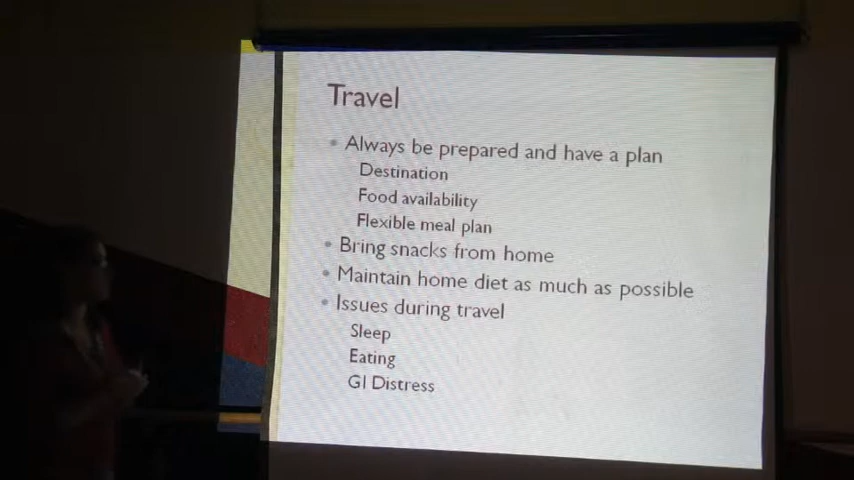 Travel
• Always be prepared and have a plan
Destination
Food availability
Flexible meal plan
• Bring snacks from home
• Maintain home diet as much as possible
• Issues during travel
Sleep
Eating
GI Distress